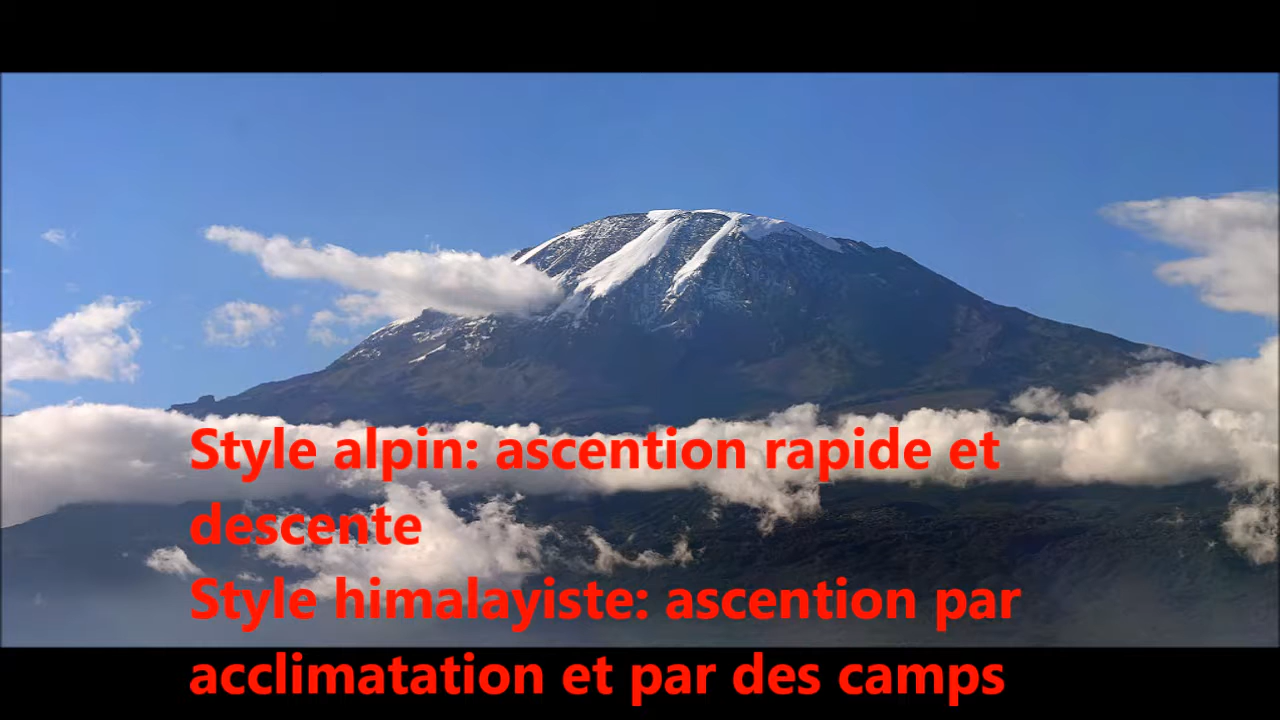 Style alpin: ascention rapide et
descente
Style himalayiste: ascention par
acclimatation et par des camps